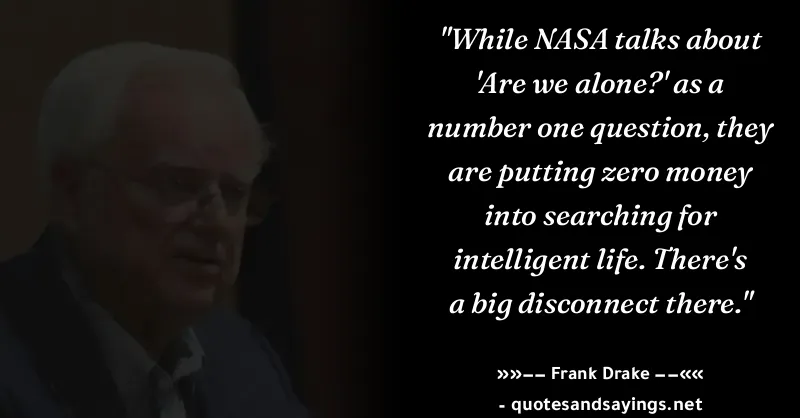 "While NASA talks about
'Are we alone?' as a
number one question, they
are putting zero money
into searching for
intelligent life. There's
a big disconnect there."
»»—— Frank Drake ——««
- quotesandsayings.net